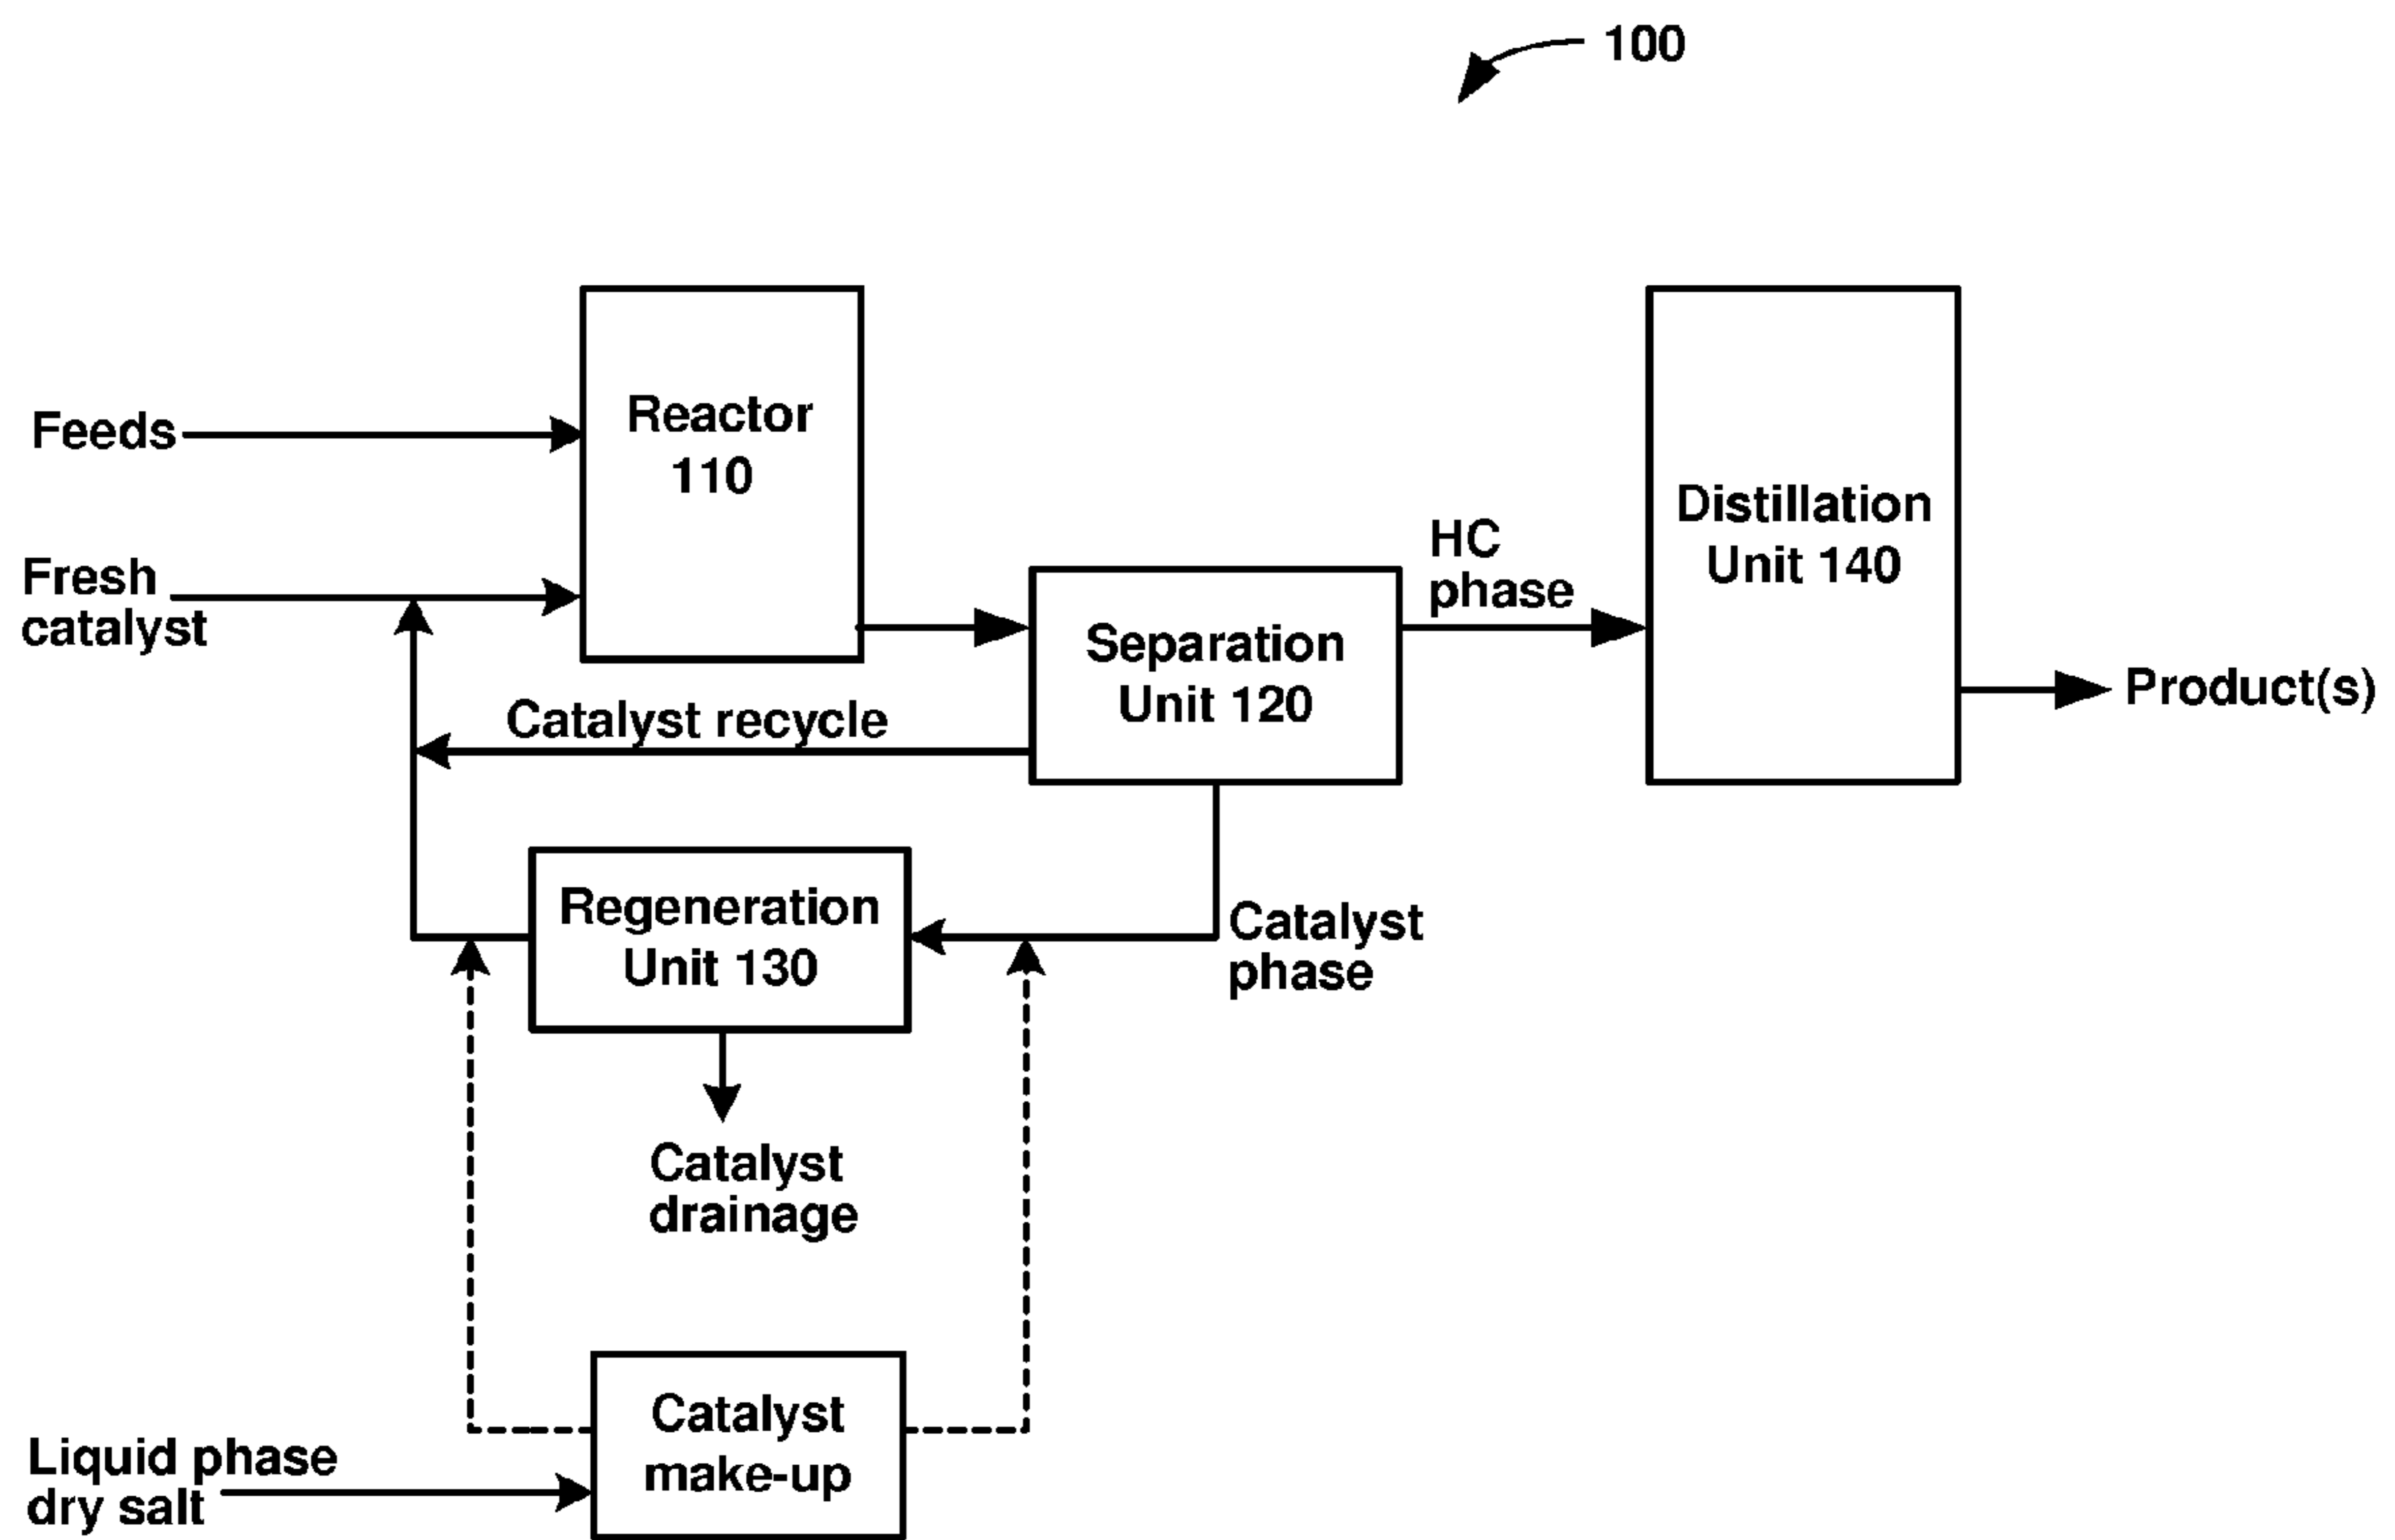 100
Reactor
110
Feeds
Fresh
catalyst
Separation
Unit 120
HC
phase
Distillation
Unit 140
Product(s)
Catalyst recycle
Regeneration
Unit 130
Catalyst
phase
Catalyst
drainage
Catalyst
make-up
Liquid phase
dry salt